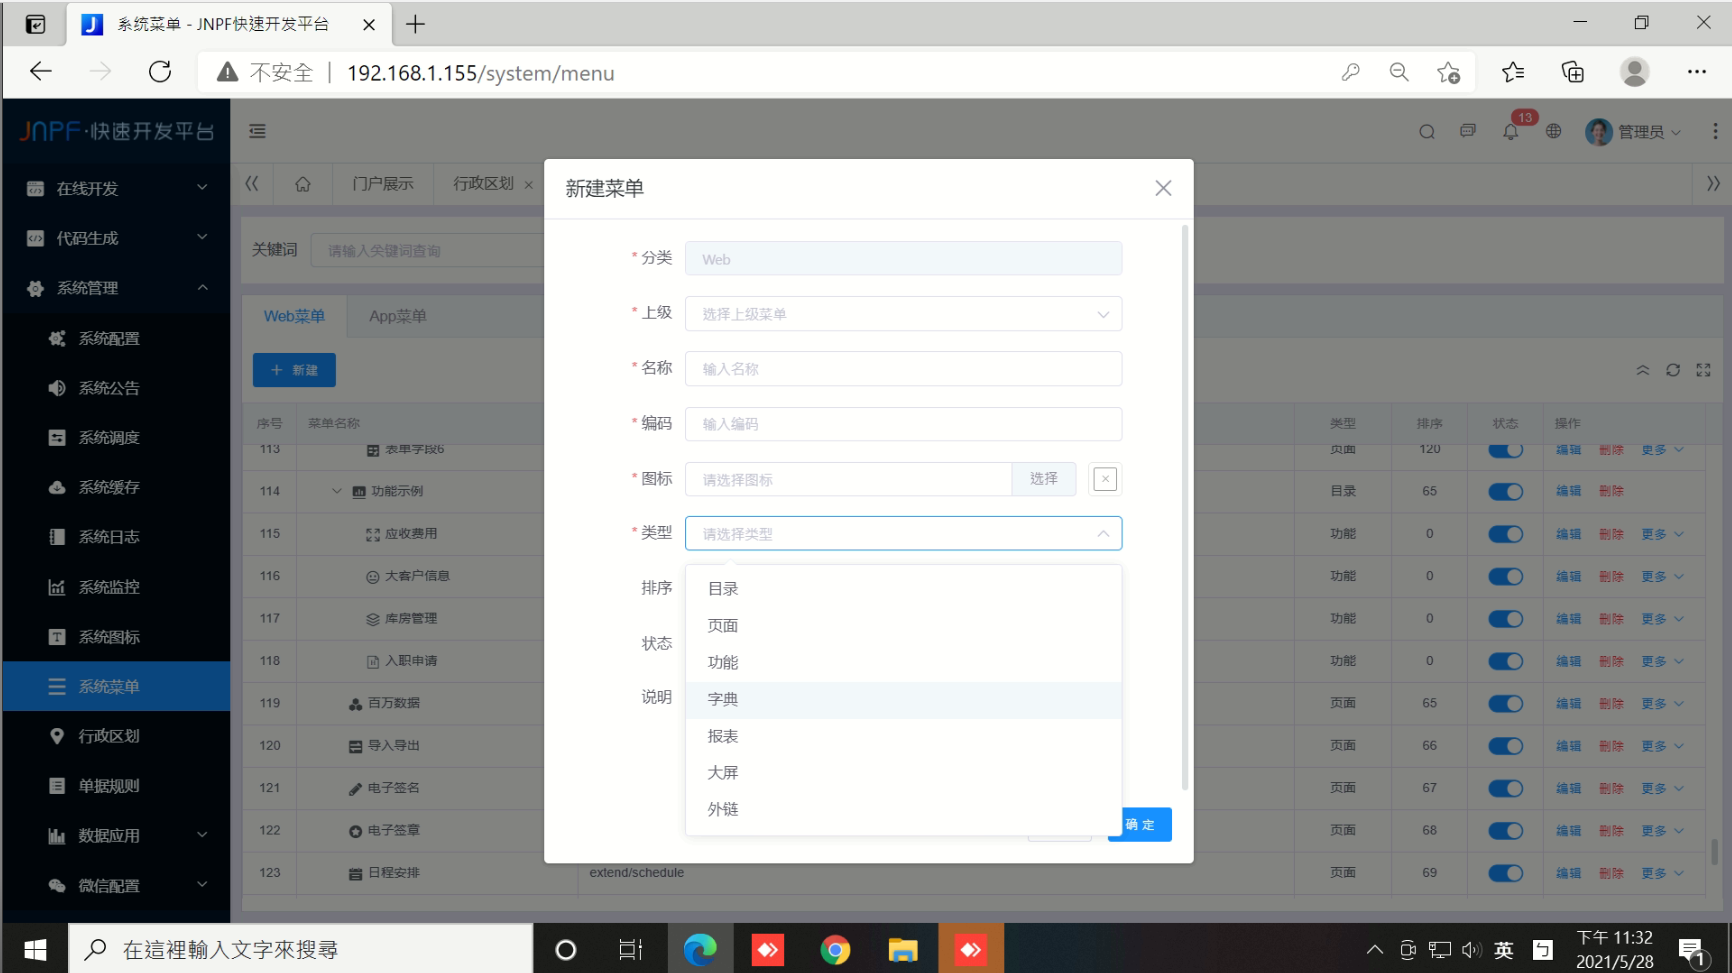 系统菜单 - JNPF快速开发平台
不安全
192.168.1.155/system/menu
JNPF·快速开发平台
13
管理员
在线开发
代码生成
系统管理
系统配置
系统公告
系统调度
系统缓存
系统日志
系统监控
系统图标
系统菜单
行政区划
单据规则
数据应用
微信配置
门户展示
行政区划
关键词
请输入关键词查询
Web菜单
App菜单
新建
序号 菜单名称 类型 排序 状态 操作
113 表单字段6 页面 120 编辑 删除 更多
114 功能示例 目录 65 编辑 删除
115 应收费用 功能 0 编辑 删除 更多
116 大客户信息 功能 0 编辑 删除 更多
117 库房管理 功能 0 编辑 删除 更多
118 入职申请 功能 0 编辑 删除 更多
119 百万数据 页面 65 编辑 删除 更多
120 导入导出 页面 66 编辑 删除 更多
121 电子签名 页面 67 编辑 删除 更多
122 电子签章 页面 68 编辑 删除 更多
123 日程安排 extend/schedule 页面 69 编辑 删除 更多
新建菜单
* 分类 Web
* 上级 选择上级菜单
* 名称 输入名称
* 编码 输入编码
* 图标 请选择图标 选择
* 类型 请选择类型
排序
状态
说明
目录
页面
功能
字典
报表
大屏
外链
确定
在這裡輸入文字來搜尋
英
下午 11:32
2021/5/28
1